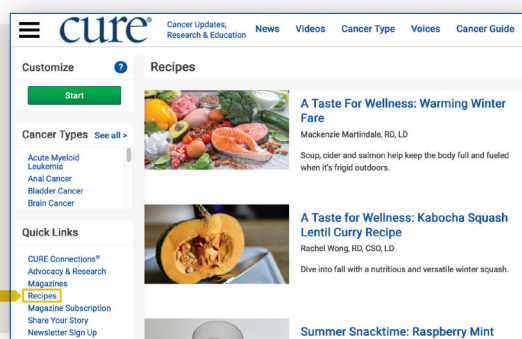 cure®
Cancer Updates,
Research & Education
News
Videos
Cancer Type
Voices
Cancer Guide
Customize
?
Start
Cancer Types
See all >
Acute Myeloid
Leukemia
Anal Cancer
Bladder Cancer
Brain Cancer
Quick Links
CURE Connections®
Advocacy & Research
Magazines
Recipes
Magazine Subscription
Share Your Story
Newsletter Sign Up
Recipes
A Taste For Wellness: Warming Winter
Fare
Mackenzie Martindale, RD, LD
Soup, cider and salmon help keep the body full and fueled
when it's frigid outdoors.
A Taste for Wellness: Kabocha Squash
Lentil Curry Recipe
Rachel Wong, RD, CSO, LD
Dive into fall with a nutritious and versatile winter squash.
Summer Snacktime: Raspberry Mint